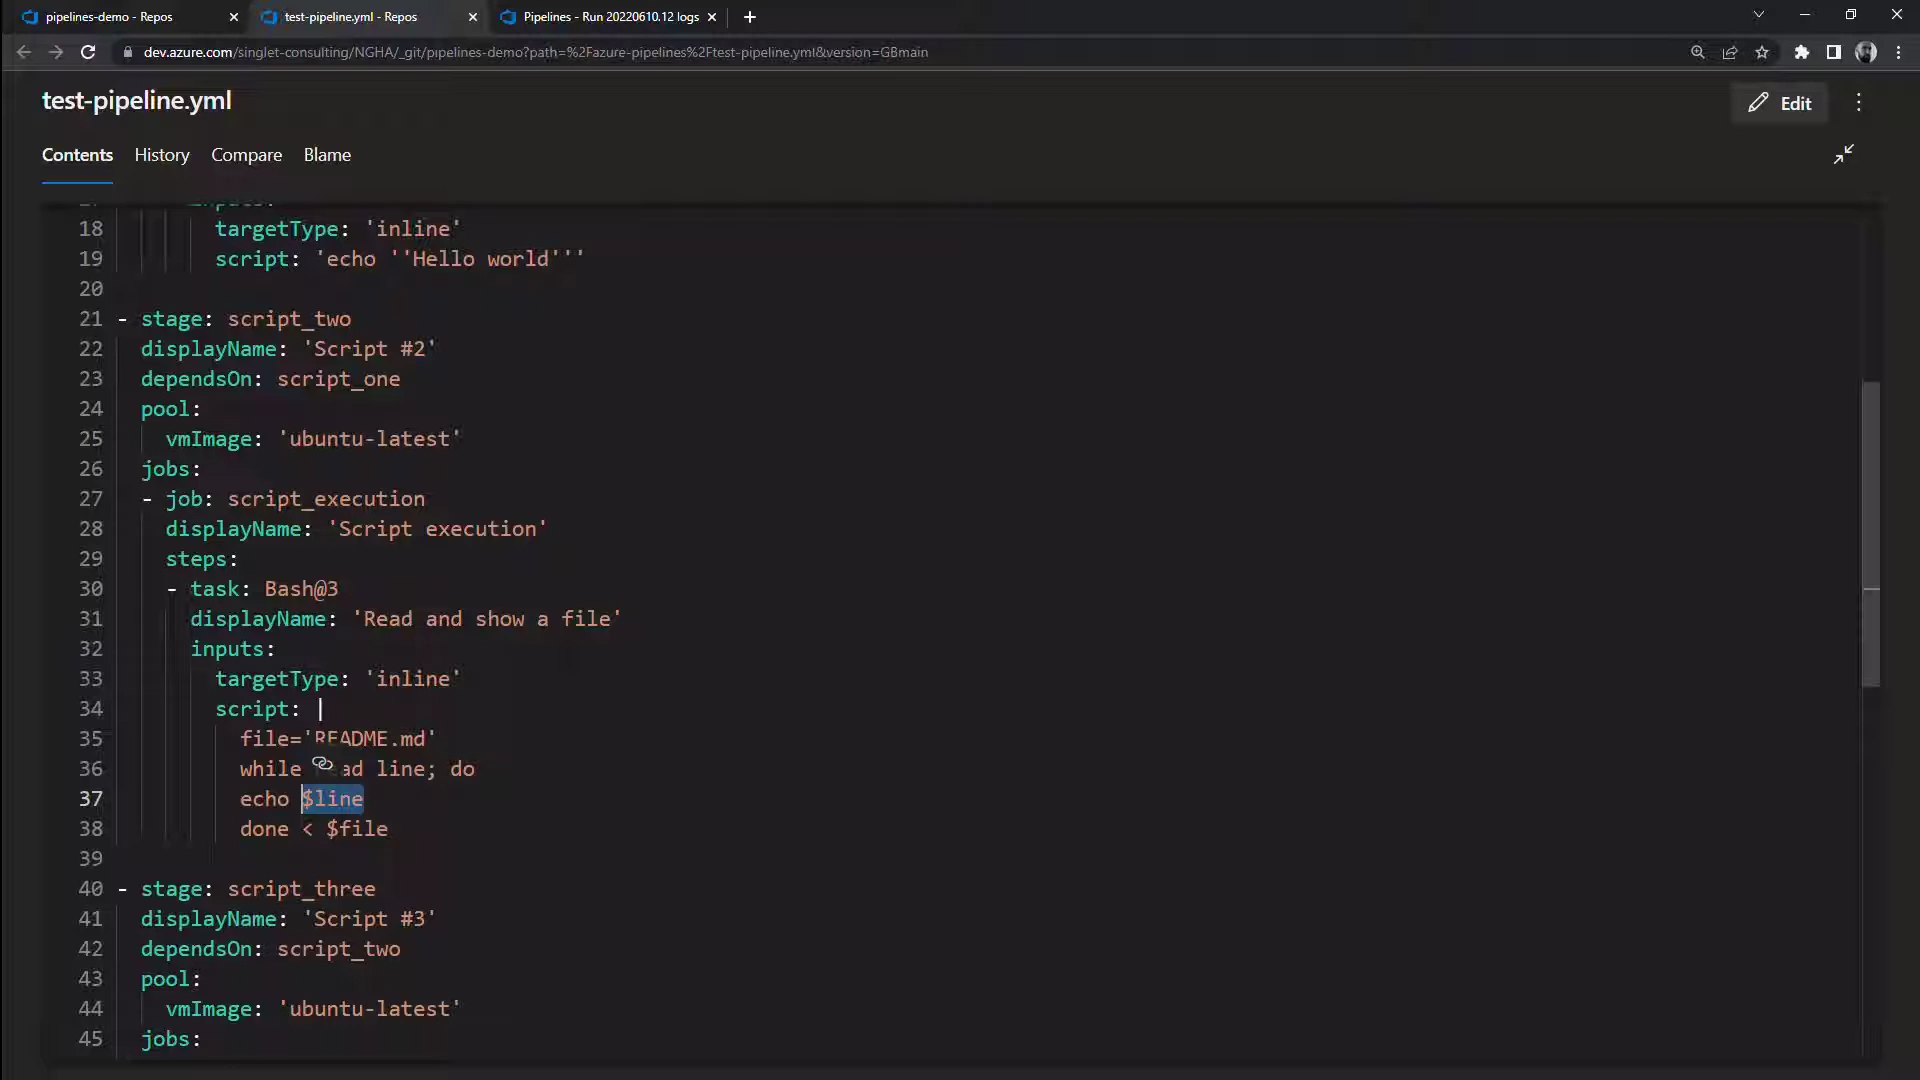 pipelines-demo - Repos
test-pipeline.yml - Repos
Pipelines - Run 20220610.12 logs
dev.azure.com/singlet-consulting/NGHA/_git/pipelines-demo?path=%2Fazure-pipelines%2Ftest-pipeline.yml&version=GBmain
test-pipeline.yml
Edit
Contents History Compare Blame
18 targetType: 'inline'
19 script: 'echo ''Hello world'''
20
21 - stage: script_two
22 displayName: 'Script #2'
23 dependsOn: script_one
24 pool:
25 vmImage: 'ubuntu-latest'
26 jobs:
27 - job: script_execution
28 displayName: 'Script execution'
29 steps:
30 - task: Bash@3
31 displayName: 'Read and show a file'
32 inputs:
33 targetType: 'inline'
34 script: |
35 file='README.md'
36 while read line; do
37 echo $line
38 done < $file
39
40 - stage: script_three
41 displayName: 'Script #3'
42 dependsOn: script_two
43 pool:
44 vmImage: 'ubuntu-latest'
45 jobs: